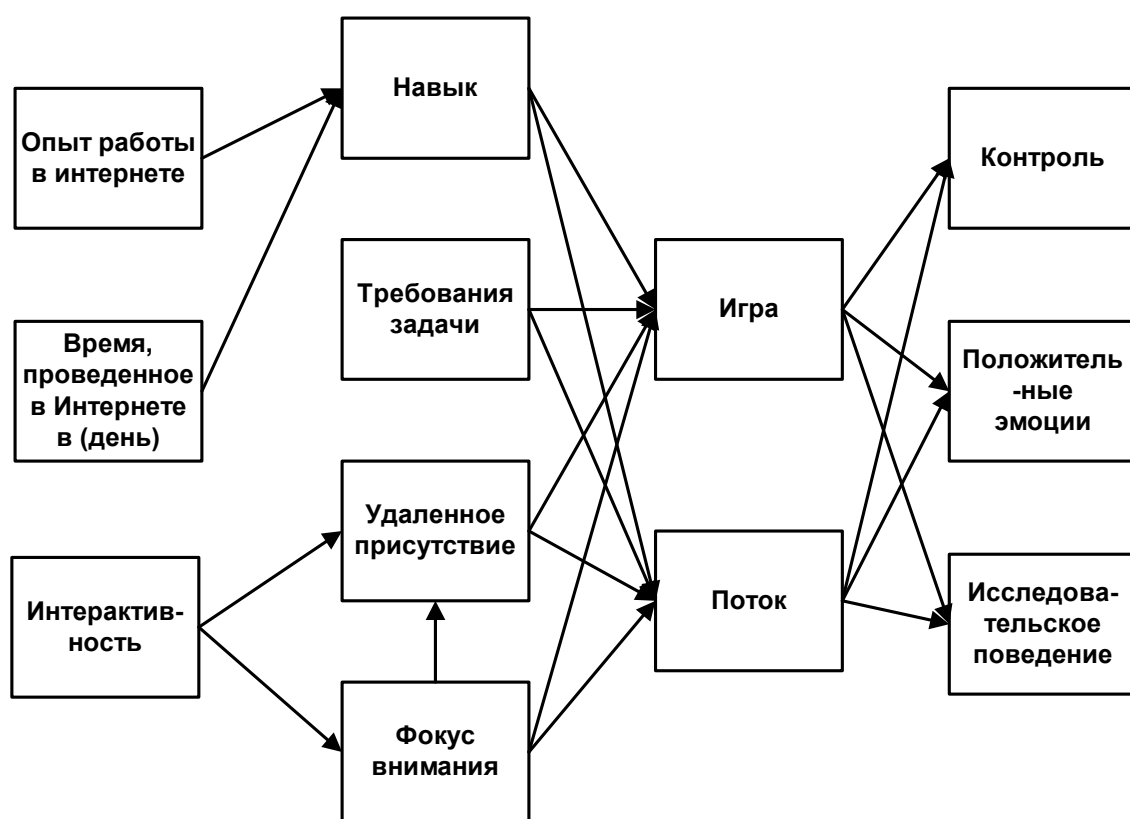 Опыт работы
в интернете
Время,
проведенное
в Интернете
в (день)
Интерактив-
ность
Навык
Требования
задачи
Удаленное
присутствие
Фокус
внимания
Игра
Поток
Контроль
Положитель
-ные
эмоции
Исследова-
тельское
поведение